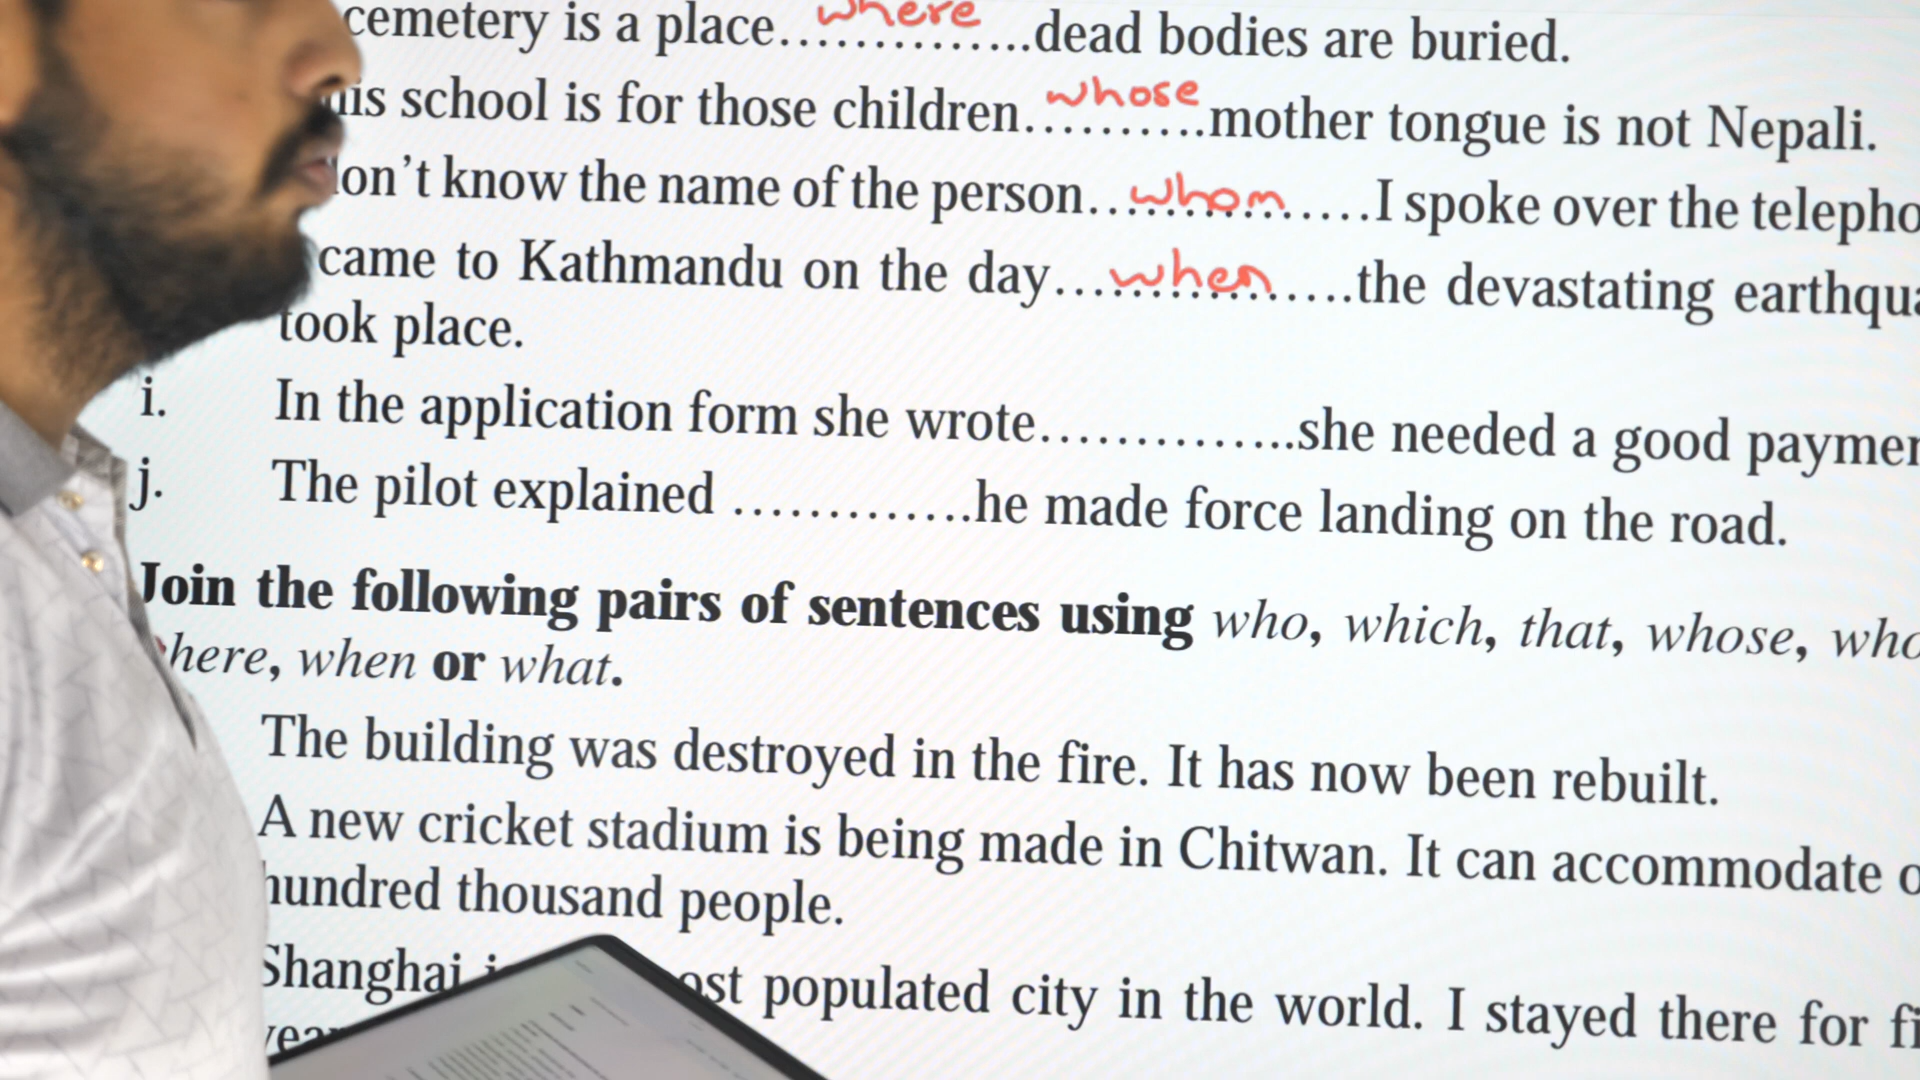 cemetery is a place..............dead bodies are buried.
where
is school is for those children..........mother tongue is not Nepali.
whose
on't know the name of the person...............I spoke over the telepho
whom
came to Kathmandu on the day................the devastating earthqua
when
took place.
i. In the application form she wrote..............she needed a good paymen
j. The pilot explained .............he made force landing on the road.
Join the following pairs of sentences using who, which, that, whose, who
here, when or what.
The building was destroyed in the fire. It has now been rebuilt.
A new cricket stadium is being made in Chitwan. It can accommodate o
hundred thousand people.
Shanghai i ost populated city in the world. I stayed there for fi